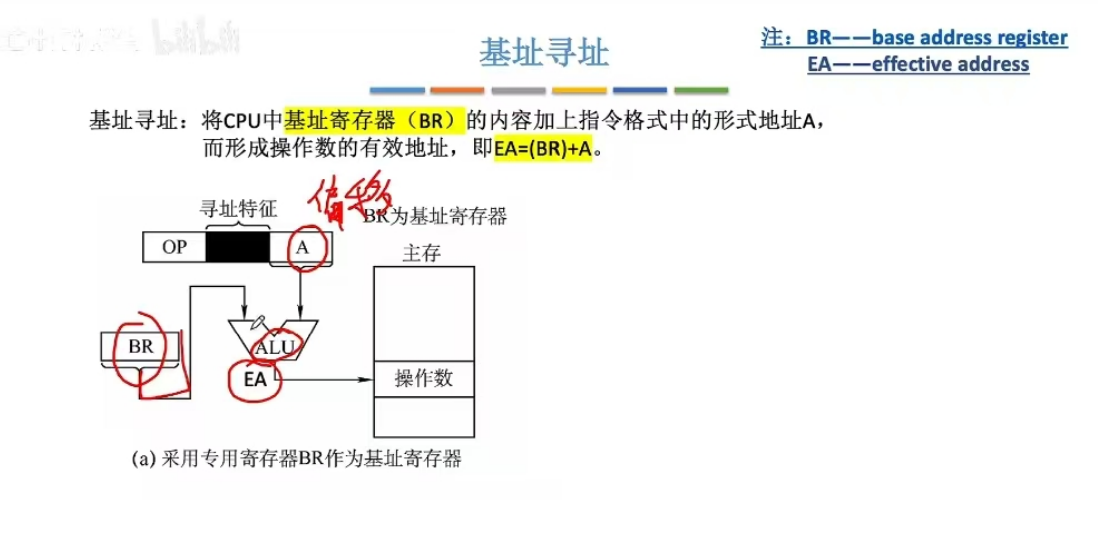 bilibili
基址寻址
注：BR——base address register
EA——effective address
基址寻址：将CPU中基址寄存器（BR）的内容加上指令格式中的形式地址A，
而形成操作数的有效地址，即EA=(BR)+A。
偏移
寻址特征
BR为基址寄存器
OP
A
主存
BR
ALU
EA
操作数
(a) 采用专用寄存器BR作为基址寄存器